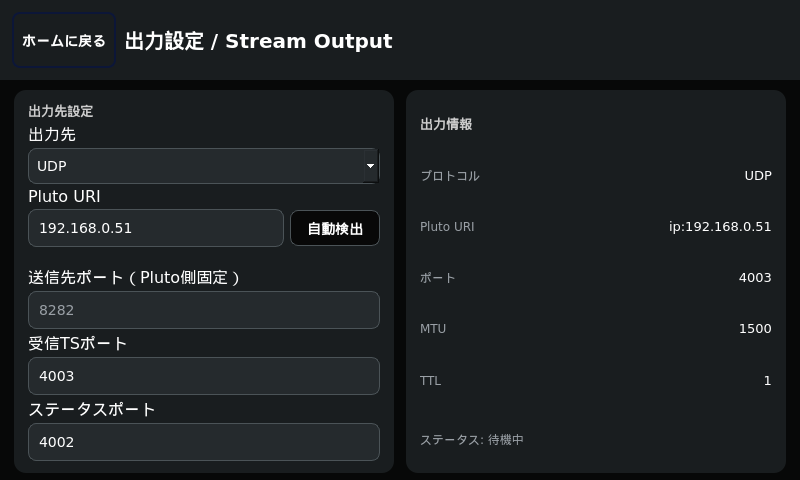 ホームに戻る
出力設定 / Stream Output
出力先設定
出力先
UDP
Pluto URI
192.168.0.51
自動検出
送信先ポート ( Pluto側固定 )
8282
受信TSポート
4003
ステータスポート
4002
出力情報
プロトコル UDP
Pluto URI ip:192.168.0.51
ポート 4003
MTU 1500
TTL 1
ステータス: 待機中